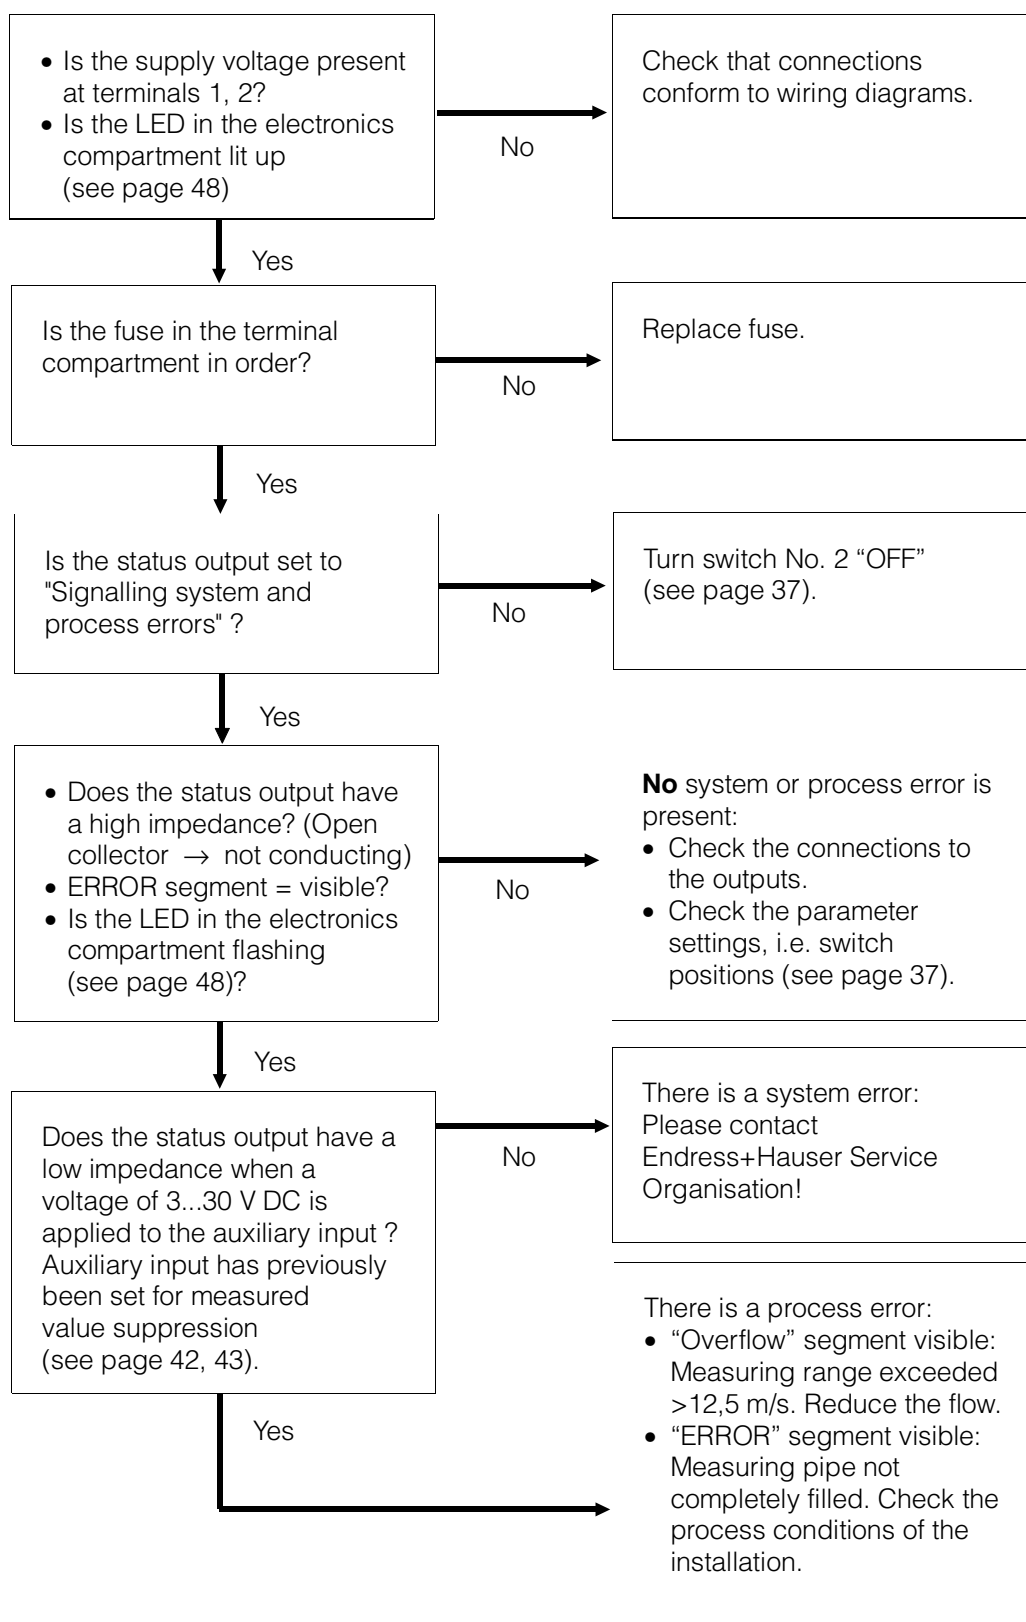 • Is the supply voltage present
at terminals 1, 2?
• Is the LED in the electronics
compartment lit up
(see page 48)
No
Check that connections
conform to wiring diagrams.
Yes
Is the fuse in the terminal
compartment in order?
No
Replace fuse.
Yes
Is the status output set to
"Signalling system and
process errors" ?
No
Turn switch No. 2 “OFF”
(see page 37).
Yes
• Does the status output have
a high impedance? (Open
collector → not conducting)
• ERROR segment = visible?
• Is the LED in the electronics
compartment flashing
(see page 48)?
No
No system or process error is
present:
• Check the connections to
the outputs.
• Check the parameter
settings, i.e. switch
positions (see page 37).
Yes
Does the status output have a
low impedance when a
voltage of 3...30 V DC is
applied to the auxiliary input ?
Auxiliary input has previously
been set for measured
value suppression
(see page 42, 43).
No
There is a system error:
Please contact
Endress+Hauser Service
Organisation!
Yes
There is a process error:
• “Overflow” segment visible:
Measuring range exceeded
>12,5 m/s. Reduce the flow.
• “ERROR” segment visible:
Measuring pipe not
completely filled. Check the
process conditions of the
installation.